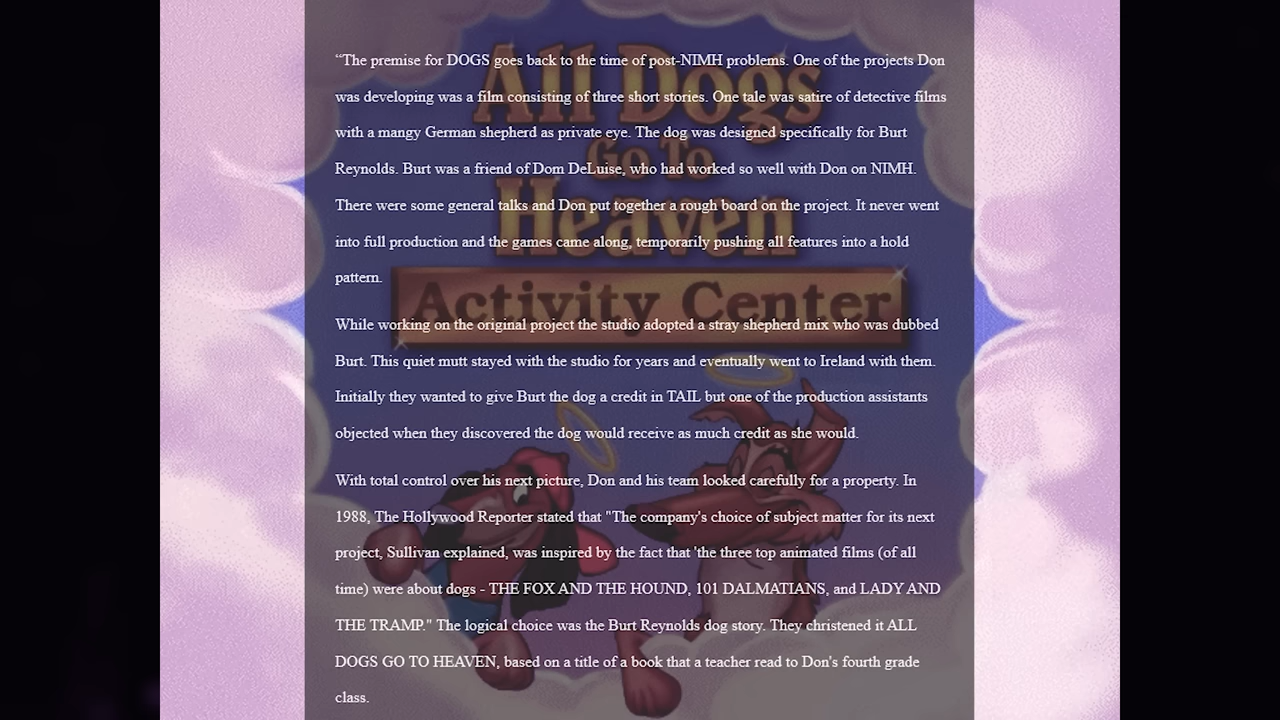 All Dogs
Go To
Heaven
Activity Center
“The premise for DOGS goes back to the time of post-NIMH problems. One of the projects Don
was developing was a film consisting of three short stories. One tale was satire of detective films
with a mangy German shepherd as private eye. The dog was designed specifically for Burt
Reynolds. Burt was a friend of Dom DeLuise, who had worked so well with Don on NIMH.
There were some general talks and Don put together a rough board on the project. It never went
into full production and the games came along, temporarily pushing all features into a hold
pattern.
While working on the original project the studio adopted a stray shepherd mix who was dubbed
Burt. This quiet mutt stayed with the studio for years and eventually went to Ireland with them.
Initially they wanted to give Burt the dog a credit in TAIL but one of the production assistants
objected when they discovered the dog would receive as much credit as she would.
With total control over his next picture, Don and his team looked carefully for a property. In
1988, The Hollywood Reporter stated that "The company's choice of subject matter for its next
project, Sullivan explained, was inspired by the fact that 'the three top animated films (of all
time) were about dogs - THE FOX AND THE HOUND, 101 DALMATIANS, and LADY AND
THE TRAMP." The logical choice was the Burt Reynolds dog story. They christened it ALL
DOGS GO TO HEAVEN, based on a title of a book that a teacher read to Don's fourth grade
class.